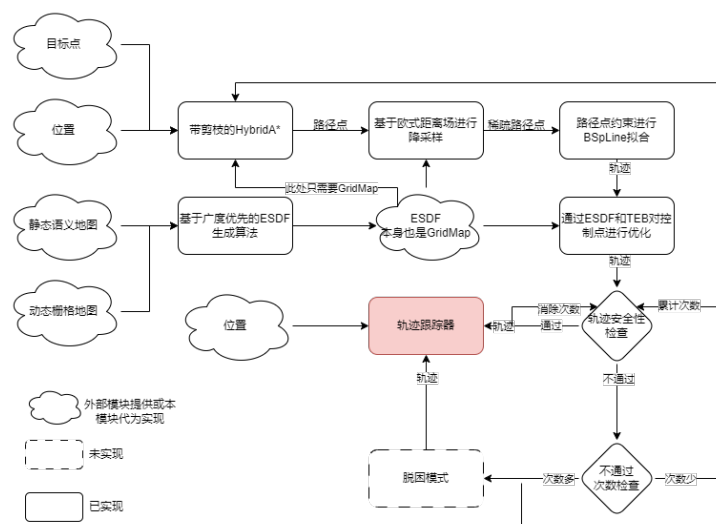 目标点
位置
带剪枝的HybridA*
路径点
基于欧式距离场进行
降采样
稀疏路径点
路径点约束进行
BSpLine拟合
轨迹
此处只需要GridMap
静态语义地图
基于广度优先的ESDF
生成算法
ESDF
本身也是GridMap
通过ESDF和TEB对控
制点进行优化
轨迹
动态栅格地图
位置
轨迹跟踪器
消除次数
轨迹
通过
轨迹安全性
检查
累计次数
轨迹
不通过
外部模块提供或本
模块代为实现
未实现
脱困模式
次数多
不通过
次数检查
次数少
已实现